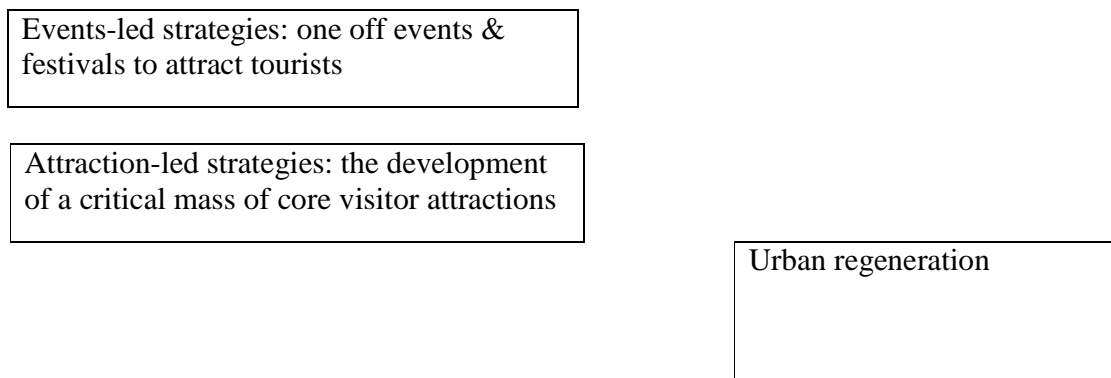 Events-led strategies: one off events &
festivals to attract tourists
Attraction-led strategies: the development
of a critical mass of core visitor attractions
Urban regeneration